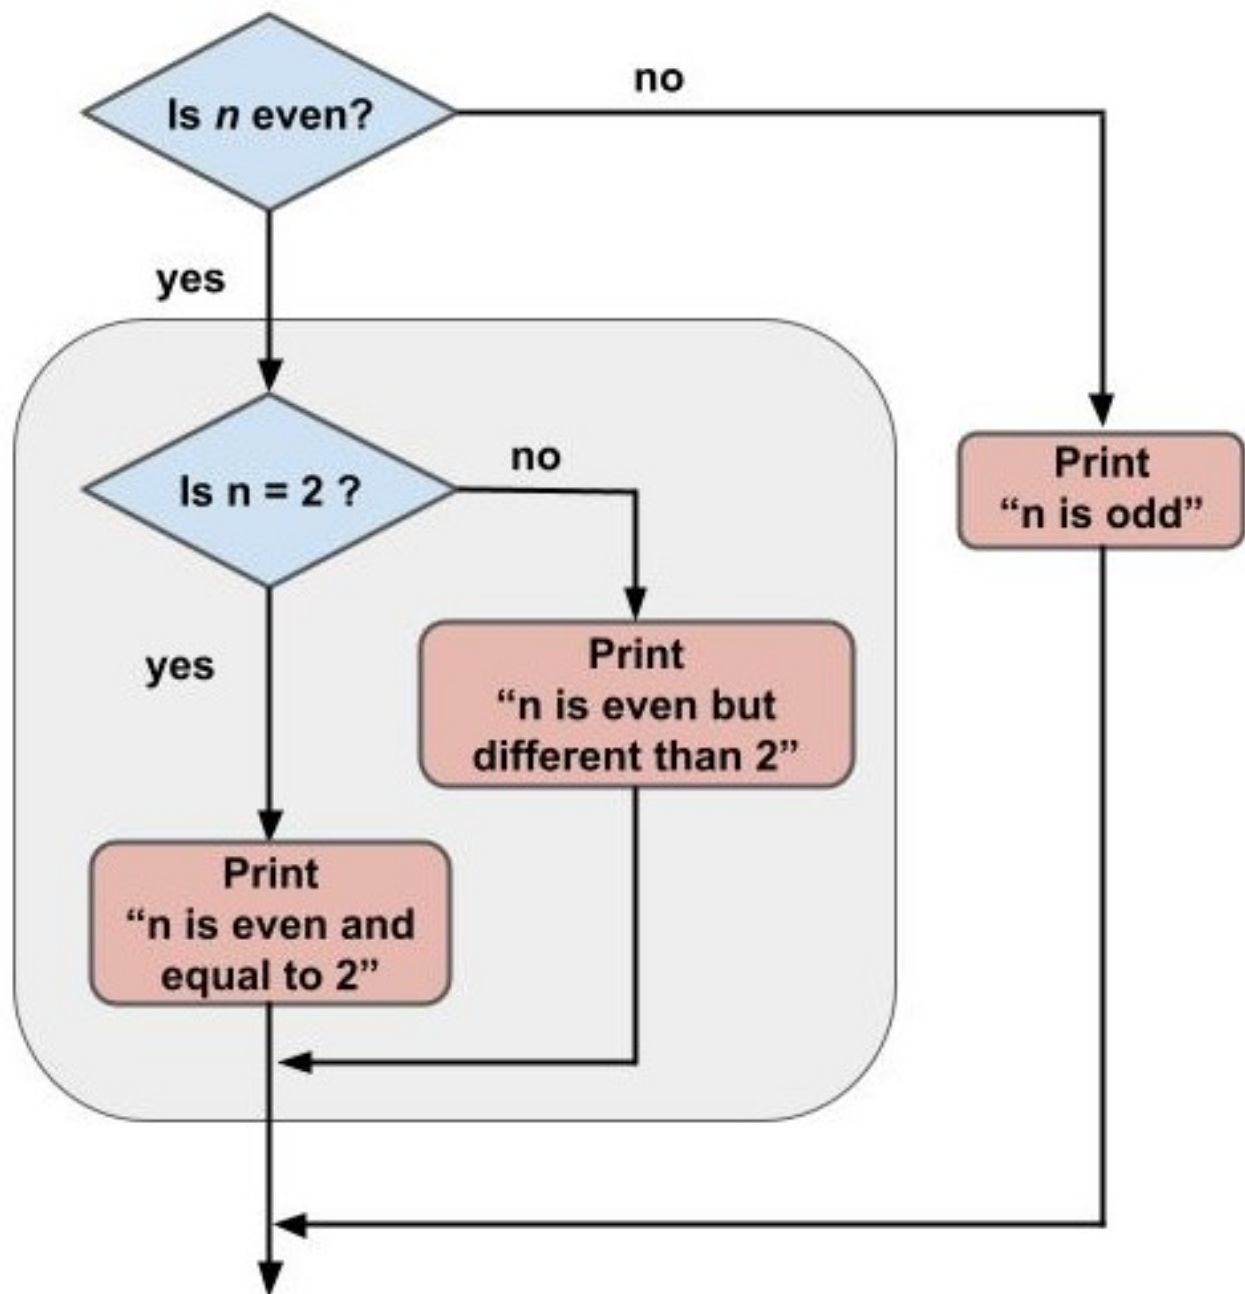 Is n even?
no
yes
Is n = 2 ?
no
yes
Print
“n is even but
different than 2”
Print
“n is even and
equal to 2”
Print
“n is odd”